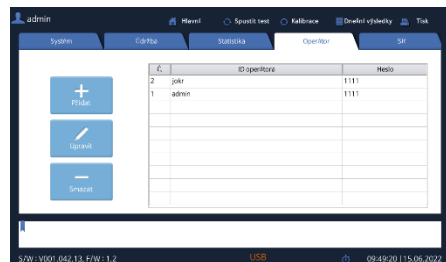 admin Hlavní Spustit test Kalibrace Dnešní výsledky Tisk
Systém Údržba Statistika Operátor Síť
Č. ID operátora Heslo
2 jokr 1111
1 admin 1111
Přidat
Upravit
Smazat
S/W : V001.042.13, F/W : 1.2 USB 09:49:20 | 15.06.2022